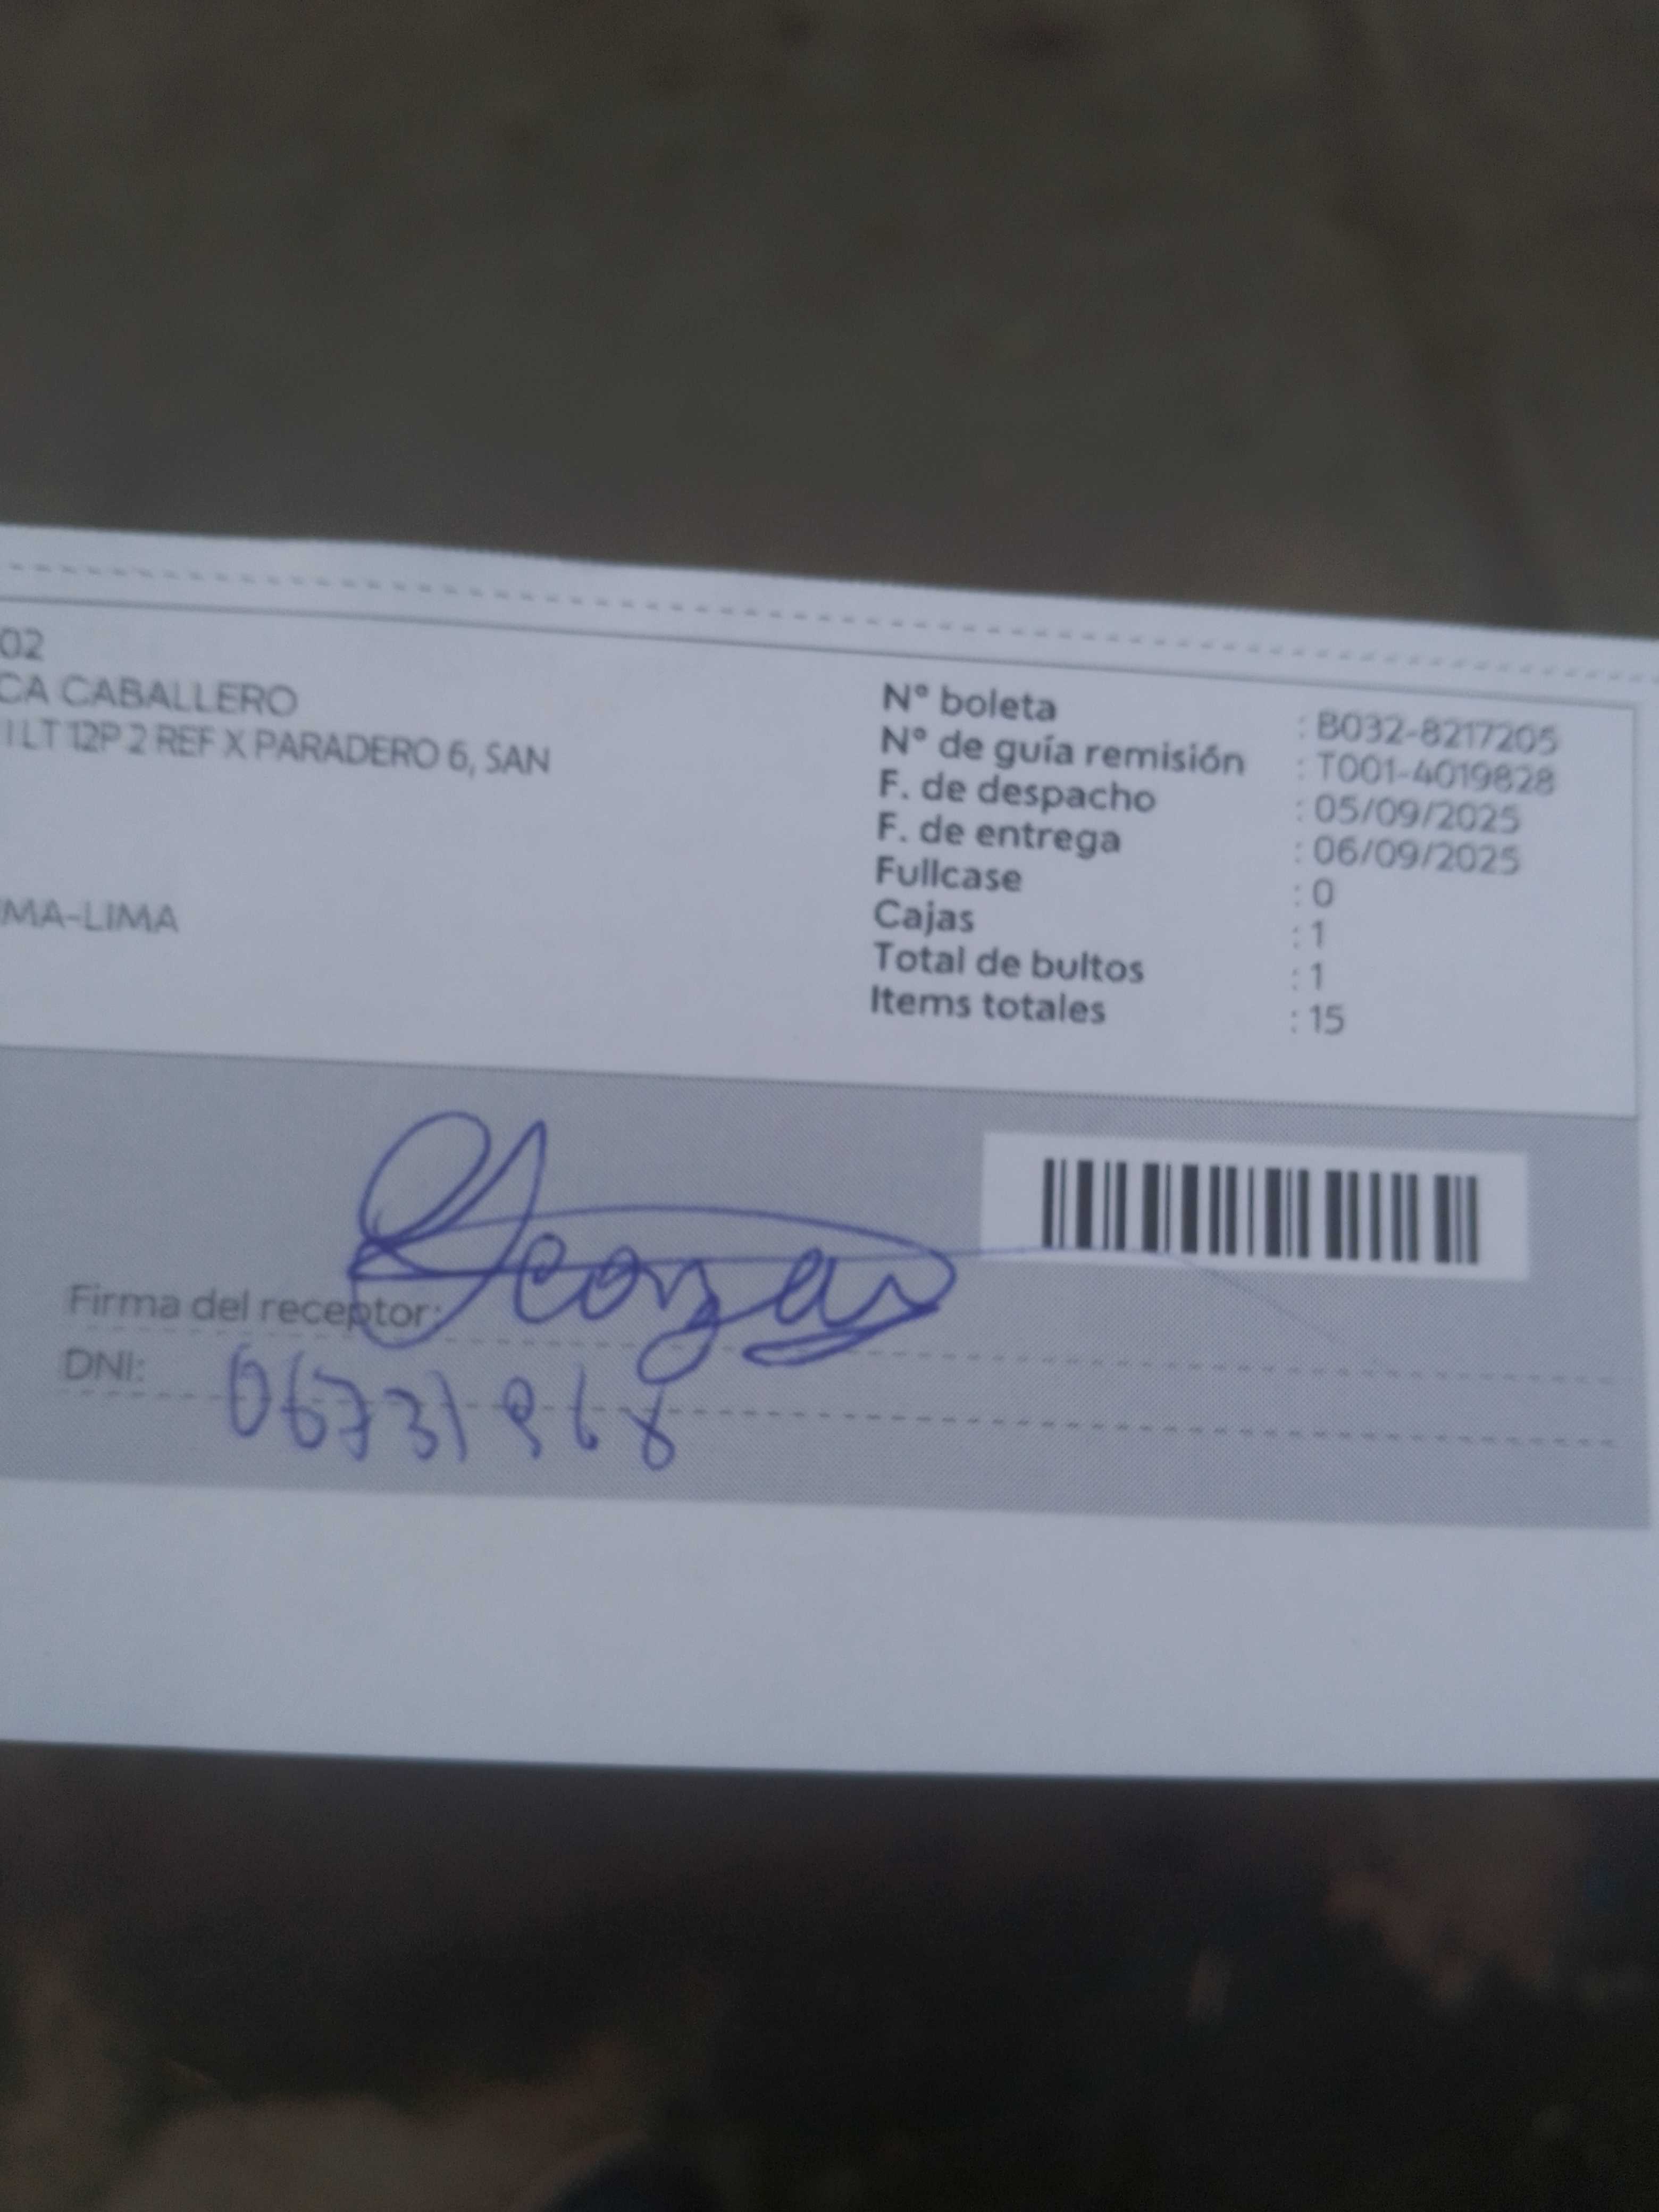 02
CA CABALLERO
I LT 12P 2 REF X PARADERO 6, SAN
MA-LIMA
N° boleta : B032-8217205
N° de guía remisión : T001-4019828
F. de despacho : 05/09/2025
F. de entrega : 06/09/2025
Fullcase : 0
Cajas : 1
Total de bultos : 1
Items totales : 15
Firma del receptor:
DNI: 06731968